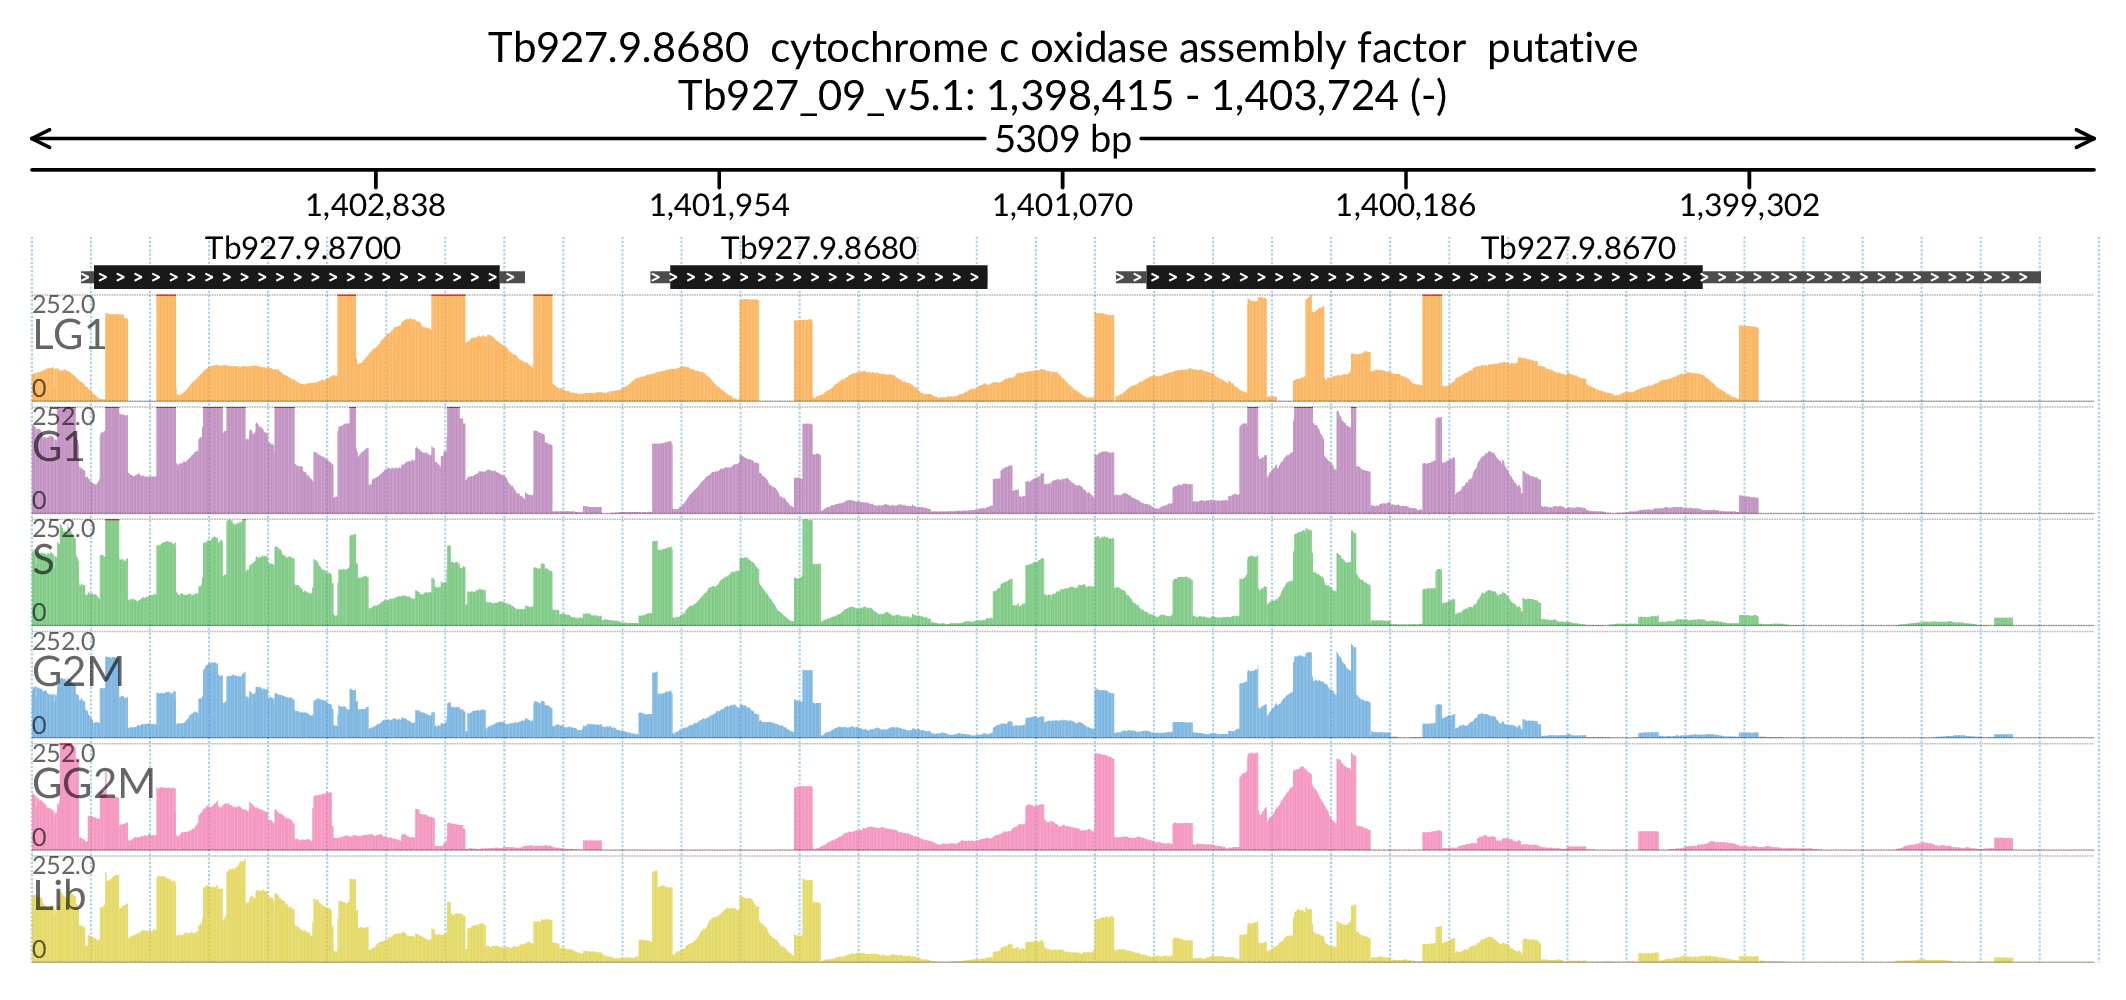 Tb927.9.8680  cytochrome c oxidase assembly factor  putative
Tb927_09_v5.1: 1,398,415 - 1,403,724 (-)
5309 bp
1,402,838 1,401,954 1,401,070 1,400,186 1,399,302
Tb927.9.8700 Tb927.9.8680 Tb927.9.8670
252.0
LG1
0
252.0
G1
0
252.0
S
0
252.0
G2M
0
252.0
GG2M
0
252.0
Lib
0